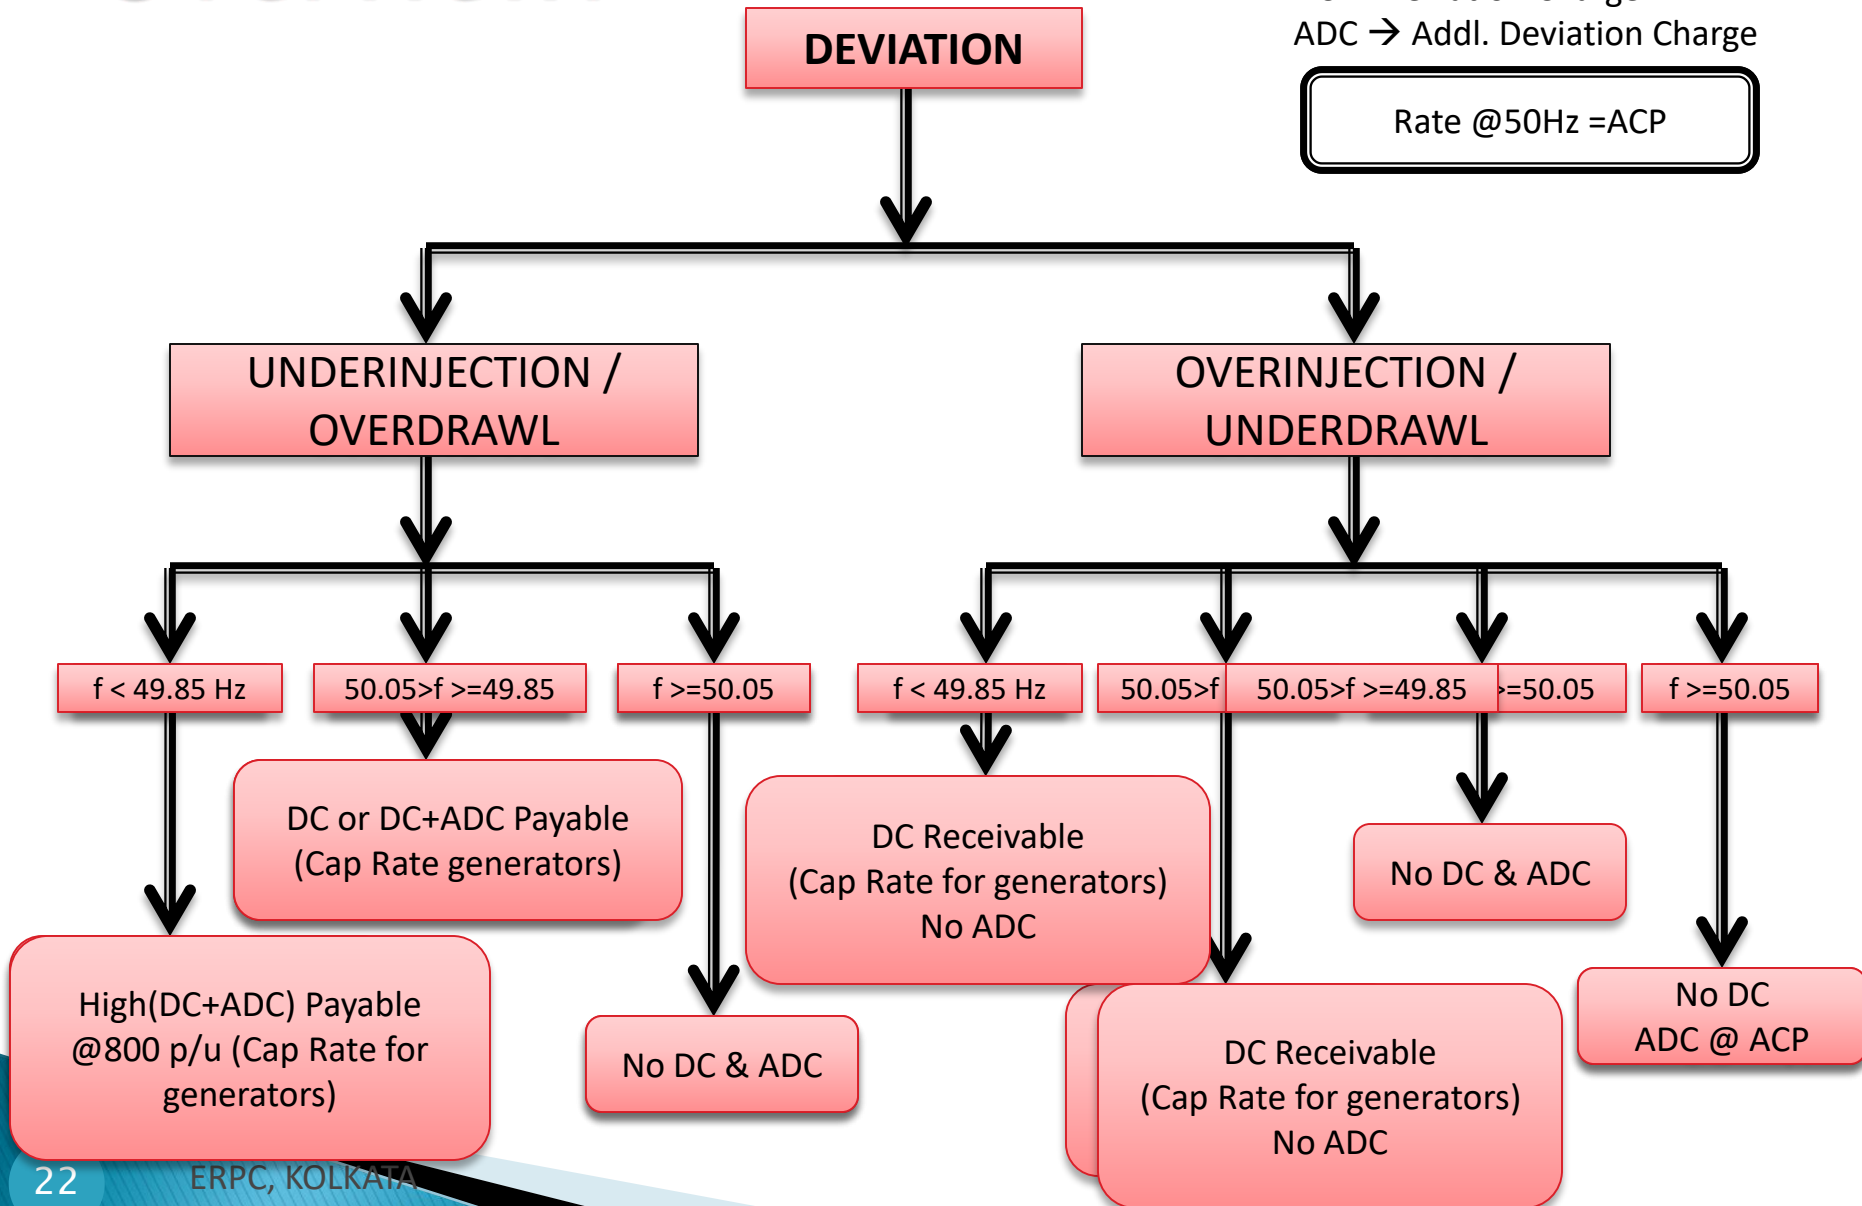 ADC → Addl. Deviation Charge
DEVIATION
Rate @50Hz =ACP
UNDERINJECTION /
OVERDRAWL
OVERINJECTION /
UNDERDRAWL
f < 49.85 Hz
50.05>f >=49.85
f >=50.05
f < 49.85 Hz
50.05>f
50.05>f >=49.85
>=50.05
f >=50.05
DC or DC+ADC Payable
(Cap Rate generators)
DC Receivable
(Cap Rate for generators)
No ADC
No DC & ADC
High(DC+ADC) Payable
@800 p/u (Cap Rate for
generators)
No DC & ADC
DC Receivable
(Cap Rate for generators)
No ADC
No DC
ADC @ ACP
22
ERPC, KOLKATA